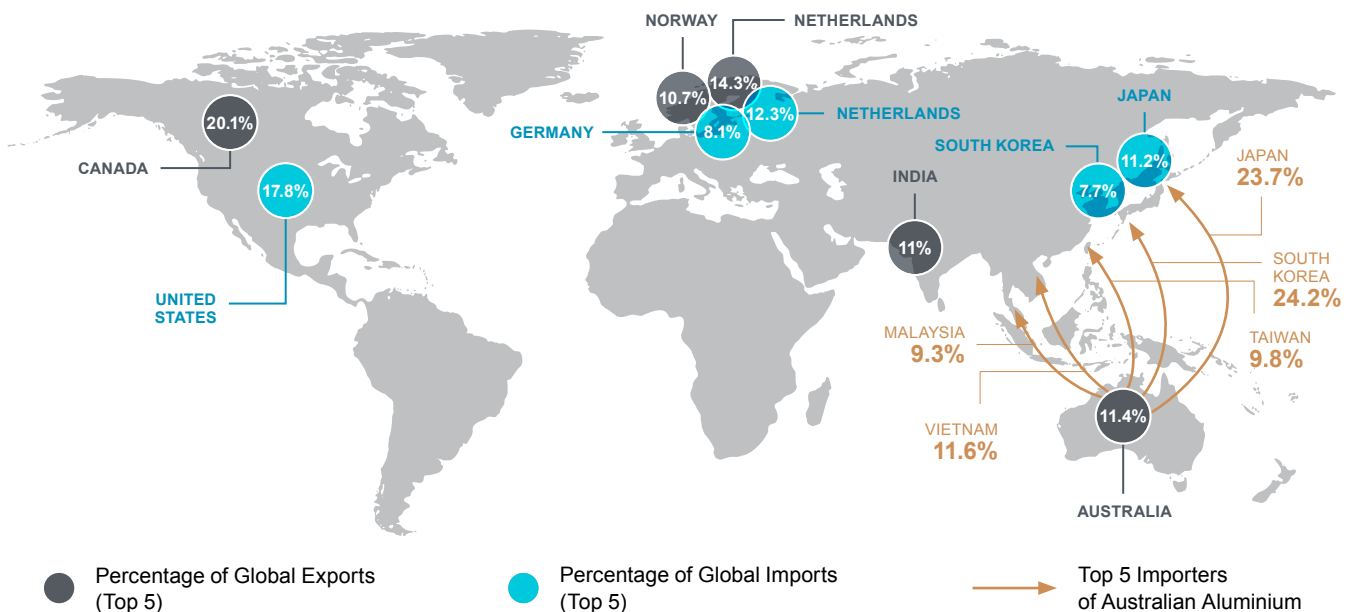 NORWAY
NETHERLANDS
10.7%
14.3%
12.3%
NETHERLANDS
GERMANY
8.1%
20.1%
CANADA
17.8%
UNITED
STATES
JAPAN
SOUTH KOREA
11.2%
7.7%
INDIA
11%
JAPAN
23.7%
SOUTH
KOREA
24.2%
TAIWAN
9.8%
MALAYSIA
9.3%
VIETNAM
11.6%
11.4%
AUSTRALIA
Percentage of Global Exports
(Top 5)
Percentage of Global Imports
(Top 5)
Top 5 Importers
of Australian Aluminium